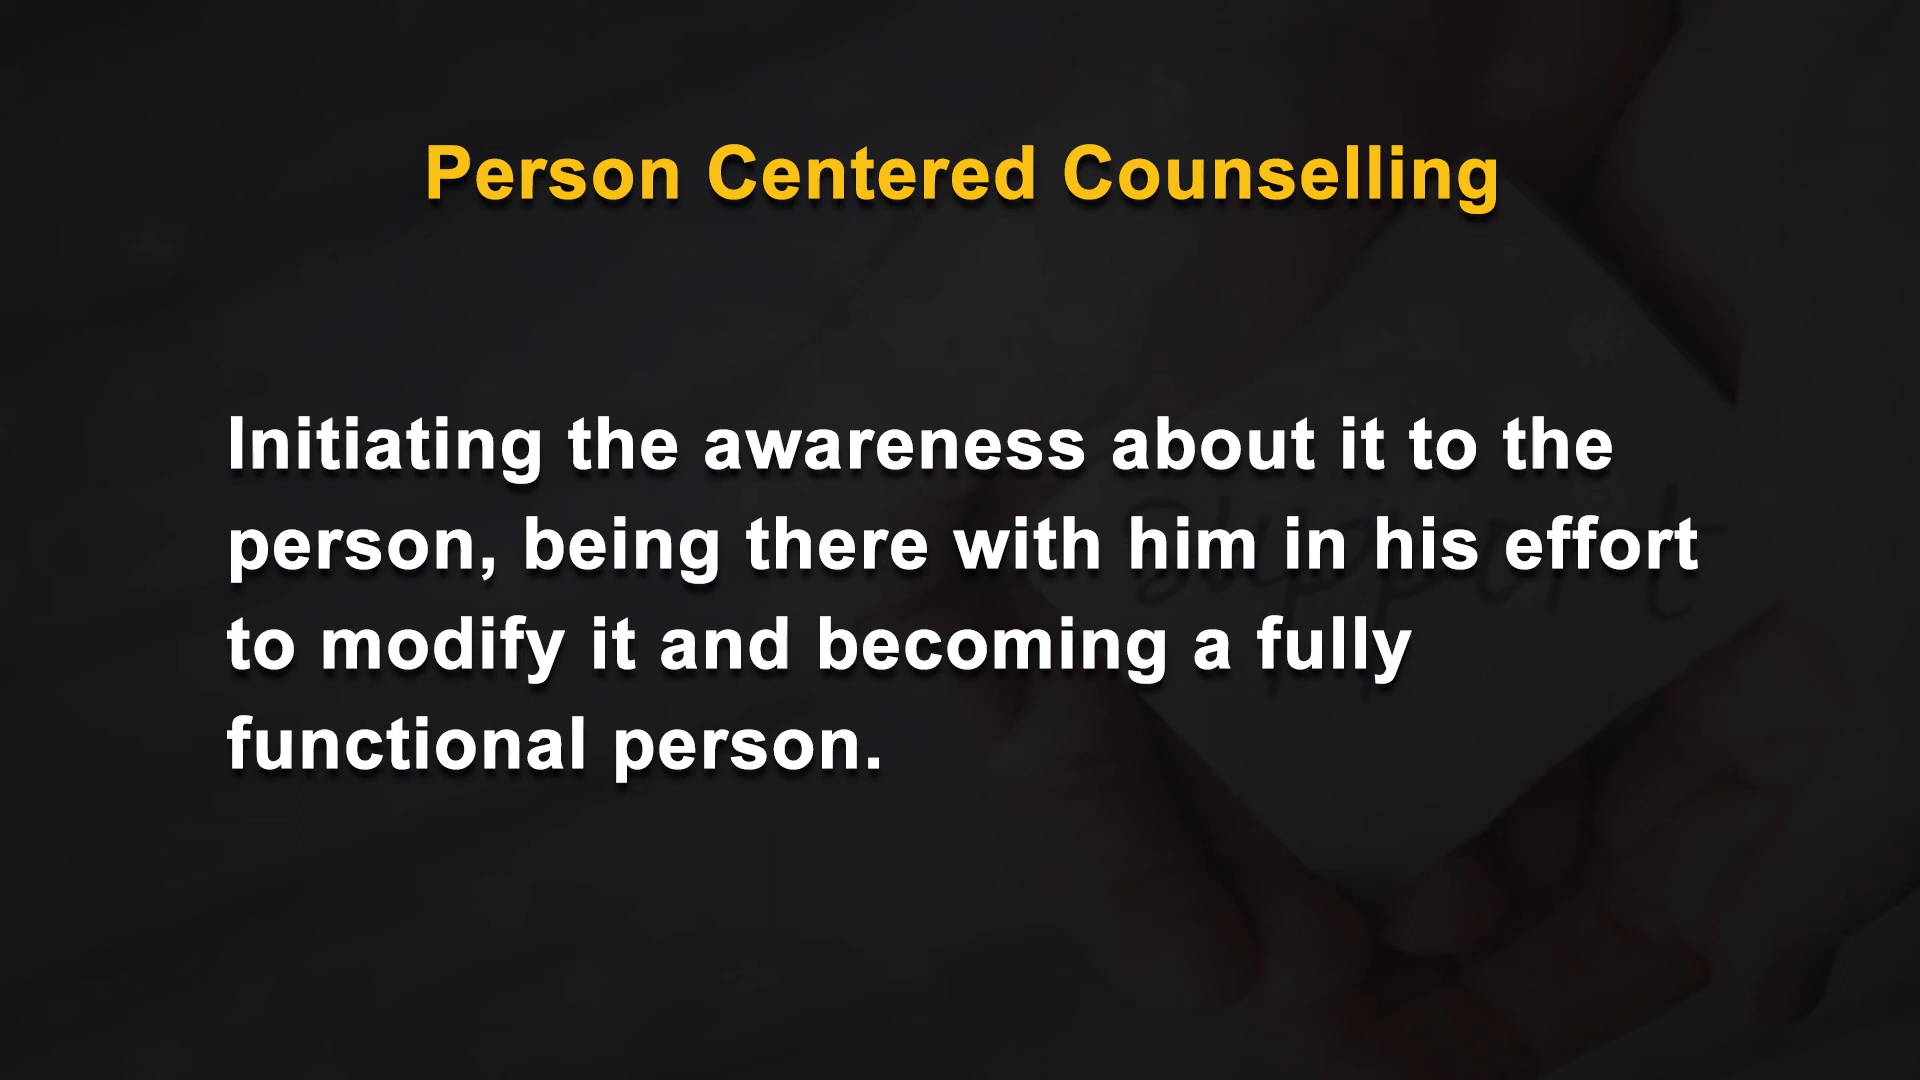 Person Centered Counselling
Initiating the awareness about it to the
person, being there with him in his effort
to modify it and becoming a fully
functional person.
support